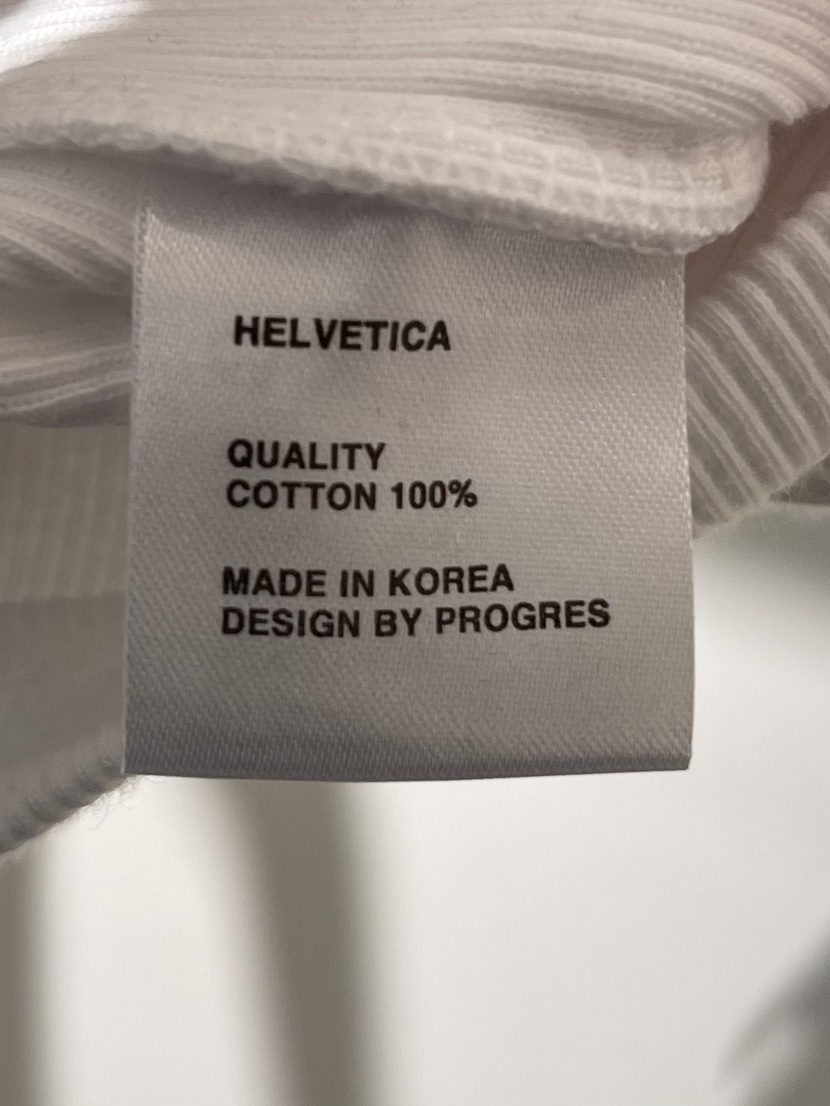 HELVETICA
QUALITY
COTTON 100%
MADE IN KOREA
DESIGN BY PROGRES